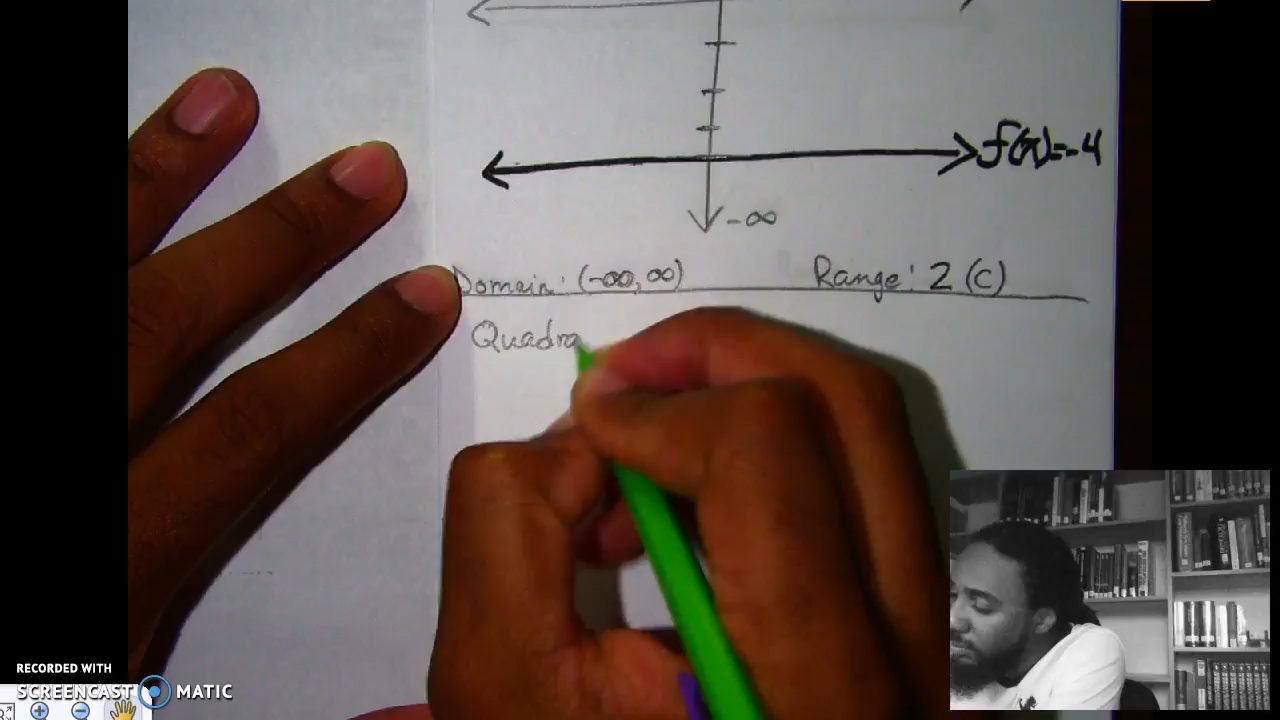 f(x)=-4
-∞
Domain: (-∞, ∞) Range: 2 (c)
Quadra
RECORDED WITH
SCREENCAST MATIC